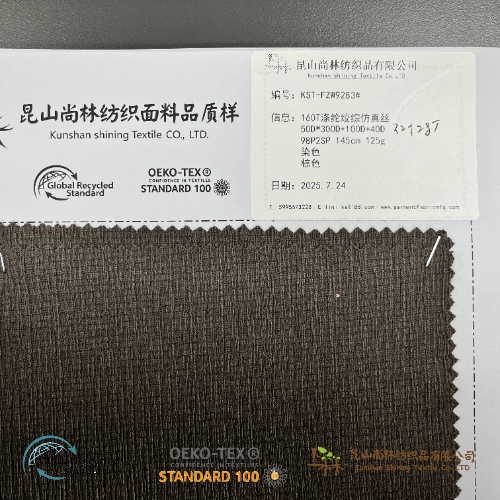 昆山尚林纺织品有限公司
Kunshan shining Textile Co,LTD
编号: KST-FZW9283#
信息: 160T涤纶绞综仿真丝
50D*300D+100D+40D
98P2SP 145cm 125g
染色
棕色
日期: 2025.7.24
www.garmentfabricmfg.com
昆山尚林纺织面料品质样
Kunshan shining Textile CO., LTD.
Global Recycled
Standard
OEKO-TEX®
CONFIDENCE IN TEXTILES
STANDARD 100
OEKO-TEX®
CONFIDENCE IN TEXTILES
STANDARD 100
昆山尚林纺织品有限公司
Kunshan Shining Textile Co.,LTD